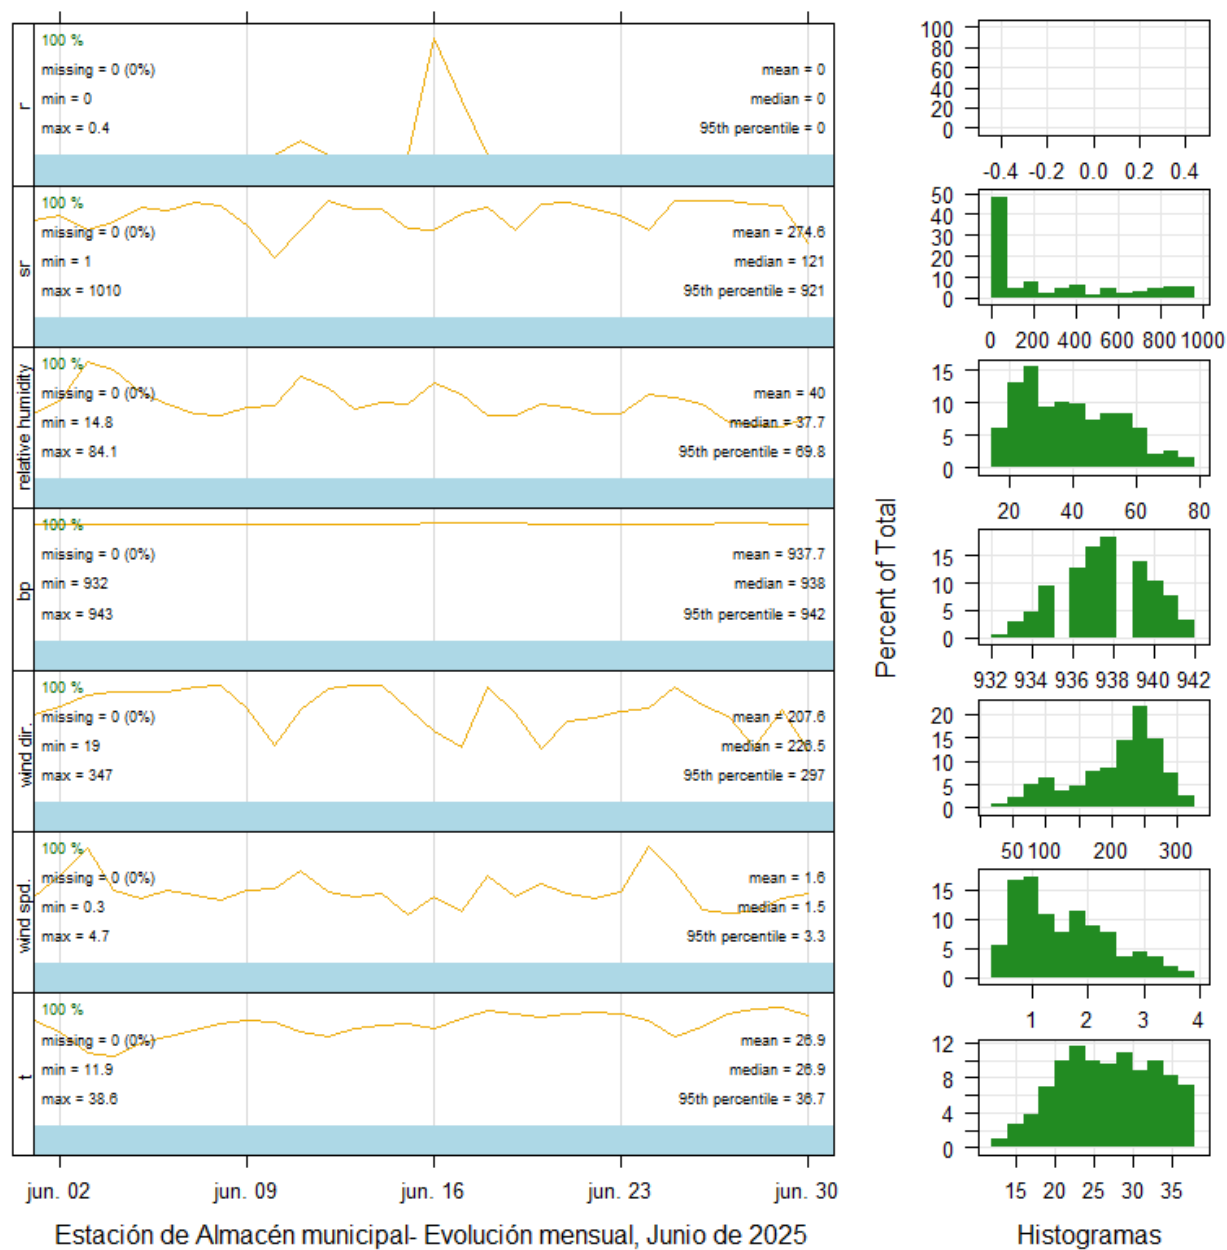 r
100 %
missing = 0 (0%)
min = 0
max = 0.4
mean = 0
median = 0
95th percentile = 0
sr
100 %
missing = 0 (0%)
min = 1
max = 1010
mean = 274.6
median = 121
95th percentile = 921
relative humidity
100 %
missing = 0 (0%)
min = 14.8
max = 84.1
mean = 40
median = 37.7
95th percentile = 69.8
bp
100 %
missing = 0 (0%)
min = 932
max = 943
mean = 937.7
median = 938
95th percentile = 942
wind dir.
100 %
missing = 0 (0%)
min = 19
max = 347
mean = 207.6
median = 226.5
95th percentile = 297
wind spd.
100 %
missing = 0 (0%)
min = 0.3
max = 4.7
mean = 1.6
median = 1.5
95th percentile = 3.3
t
100 %
missing = 0 (0%)
min = 11.9
max = 38.6
mean = 26.9
median = 26.9
95th percentile = 36.7
jun. 02 jun. 09 jun. 16 jun. 23 jun. 30
Estación de Almacén municipal- Evolución mensual, Junio de 2025
Percent of Total
100
80
60
40
20
0
-0.4 -0.2 0.0 0.2 0.4
50
40
30
20
10
0
0 200 400 600 800 1000
15
10
5
0
20 40 60 80
15
10
5
0
932 934 936 938 940 942
20
15
10
5
0
50 100 200 300
15
10
5
0
1 2 3 4
12
8
4
0
15 20 25 30 35
Histogramas